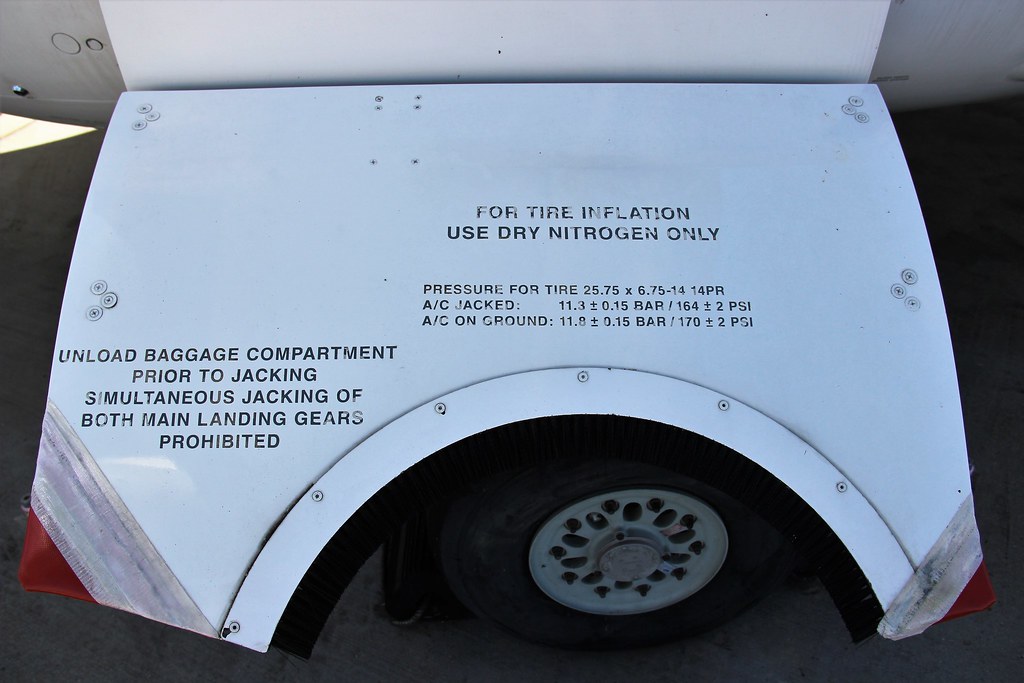 FOR TIRE INFLATION
USE DRY NITROGEN ONLY
PRESSURE FOR TIRE 25.75 x 6.75-14 14PR
A/C JACKED: 11.3 ± 0.15 BAR / 164 ± 2 PSI
A/C ON GROUND: 11.8 ± 0.15 BAR / 170 ± 2 PSI
UNLOAD BAGGAGE COMPARTMENT
PRIOR TO JACKING
SIMULTANEOUS JACKING OF
BOTH MAIN LANDING GEARS
PROHIBITED